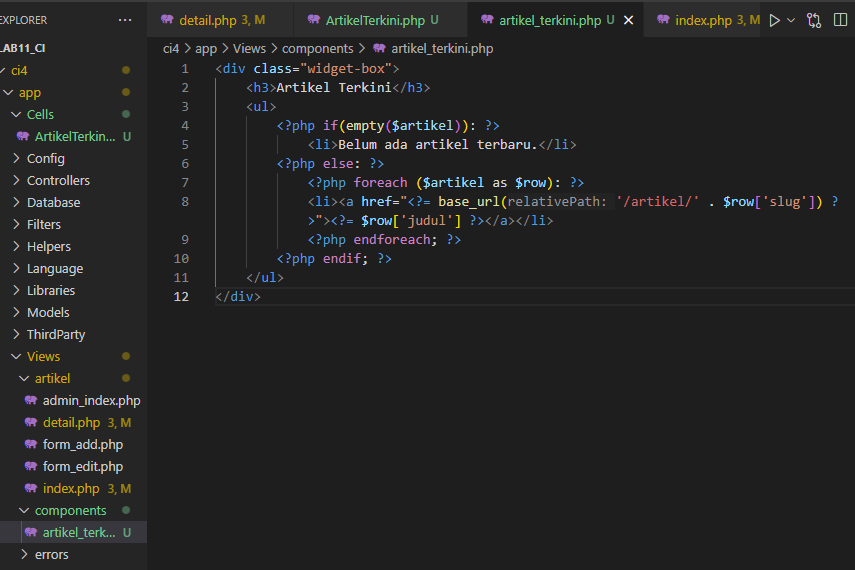 EXPLORER ...
detail.php 3, M
ArtikelTerkini.php U
artikel_terkini.php U
index.php 3, M
LAB11_CI
ci4
app
Cells
ArtikelTerkin... U
Config
Controllers
Database
Filters
Helpers
Language
Libraries
Models
ThirdParty
Views
artikel
admin_index.php
detail.php 3, M
form_add.php
form_edit.php
index.php 3, M
components
artikel_terk... U
errors
ci4 > app > Views > components > artikel_terkini.php
1 <div class="widget-box">
2 <h3>Artikel Terkini</h3>
3 <ul>
4 <?php if(empty($artikel)): ?>
5 <li>Belum ada artikel terbaru.</li>
6 <?php else: ?>
7 <?php foreach ($artikel as $row): ?>
8 <li><a href="<?= base_url(relativePath: '/artikel/' . $row['slug']) ?
>"><?= $row['judul'] ?></a></li>
9 <?php endforeach; ?>
10 <?php endif; ?>
11 </ul>
12 </div>